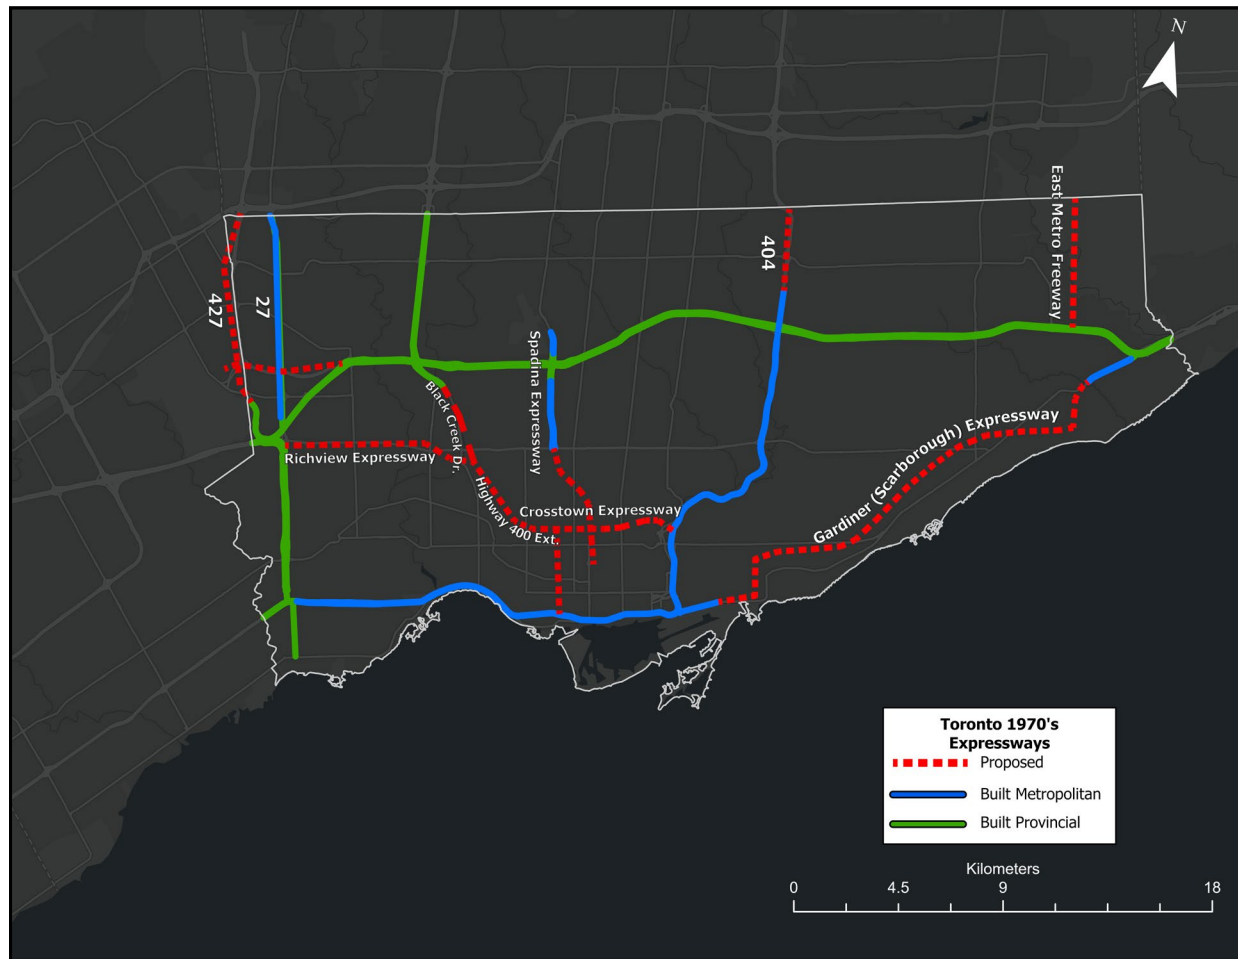 N
East Metro Freeway
404
427
27
Spadina Expressway
Black Creek Dr.
Richview Expressway
Highway 400 Ext.
Crosstown Expressway
Gardiner (Scarborough) Expressway
Toronto 1970's
Expressways
Proposed
Built Metropolitan
Built Provincial
Kilometers
0 4.5 9 18